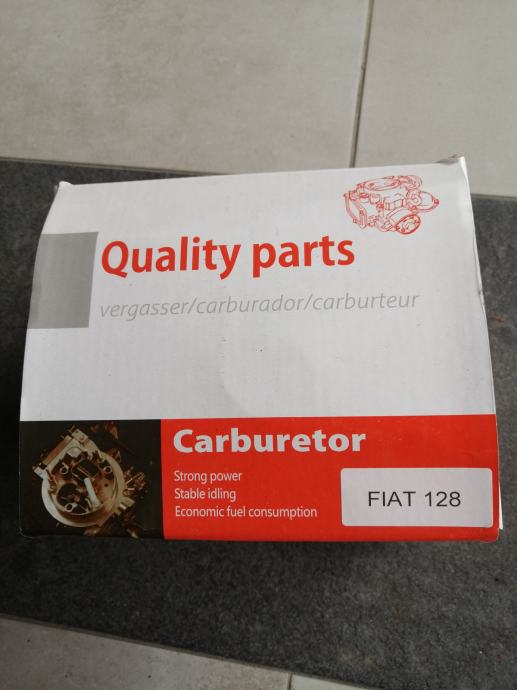 Quality parts
vergasser/carburador/carburteur
Carburetor
Strong power
Stable idling
Economic fuel consumption
FIAT 128